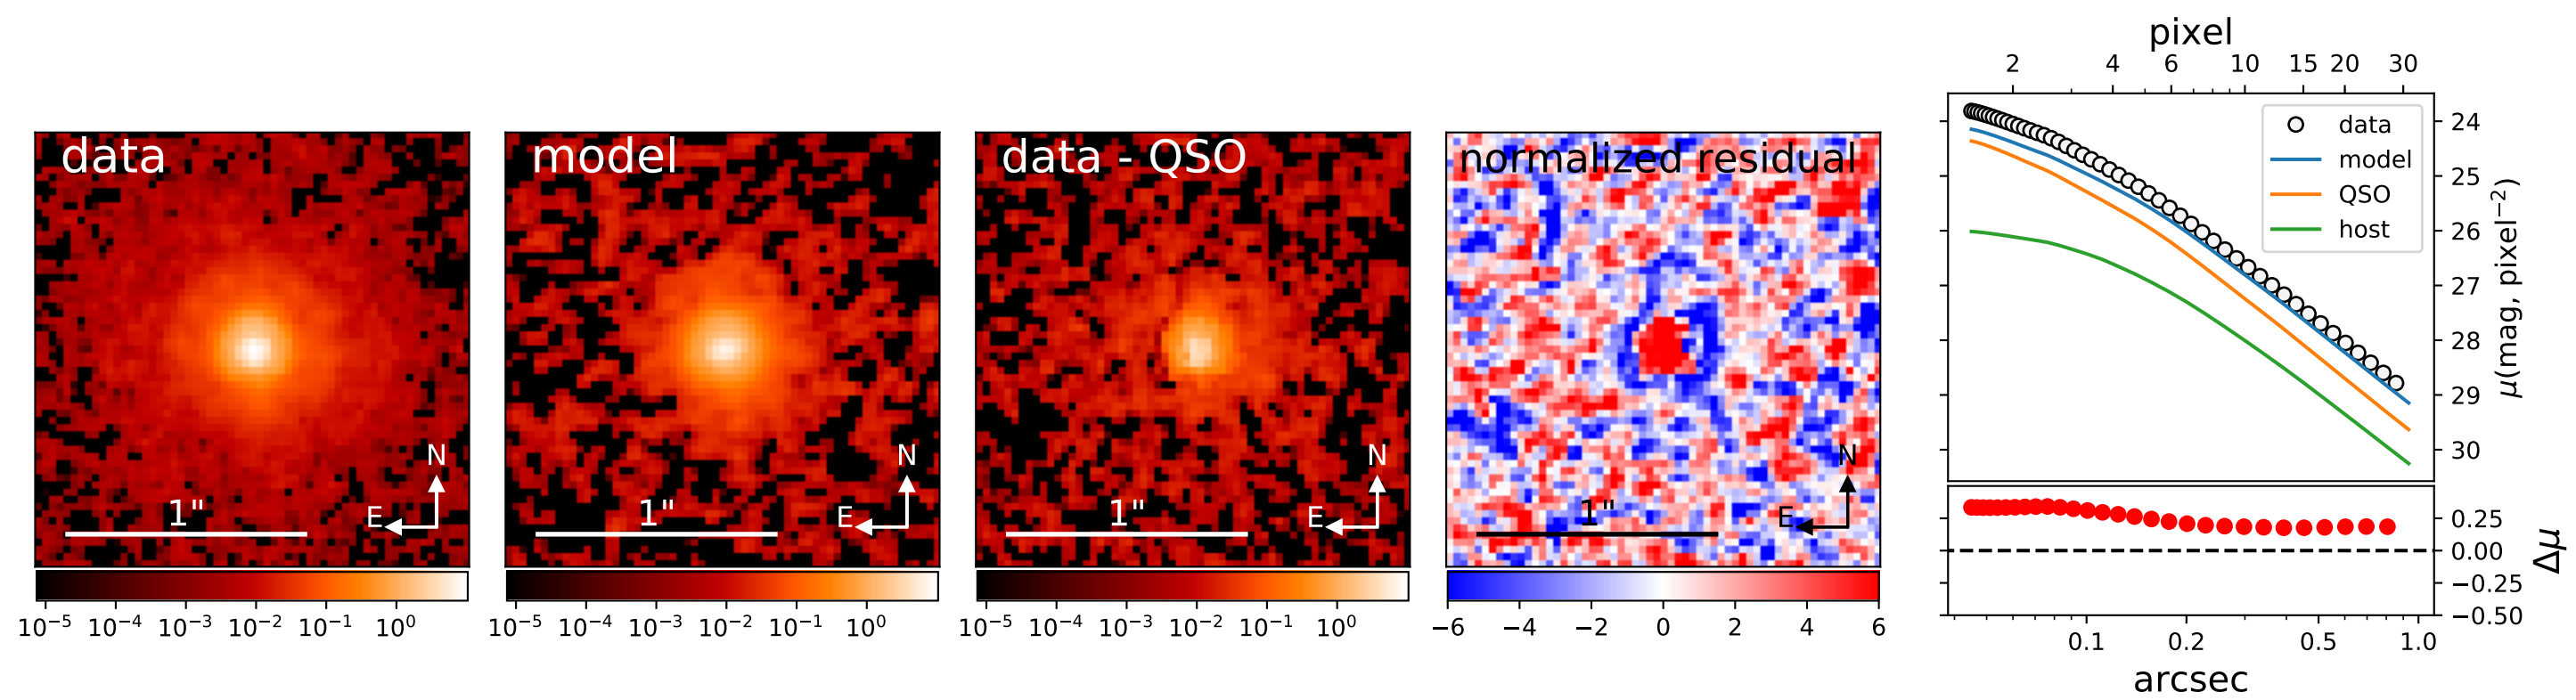 data
1"
N
E
10⁻⁵ 10⁻⁴ 10⁻³ 10⁻² 10⁻¹ 10⁰
model
1"
N
E
10⁻⁵ 10⁻⁴ 10⁻³ 10⁻² 10⁻¹ 10⁰
data - QSO
1"
N
E
10⁻⁵ 10⁻⁴ 10⁻³ 10⁻² 10⁻¹ 10⁰
normalized residual
1"
N
E
−6 −4 −2 0 2 4 6
pixel
2 4 6 10 15 20 30
data
model
QSO
host
24
25
26
27
28
29
30
μ(mag, pixel⁻²)
0.25
0.00
−0.25
−0.50
Δμ
0.1 0.2 0.5 1.0
arcsec